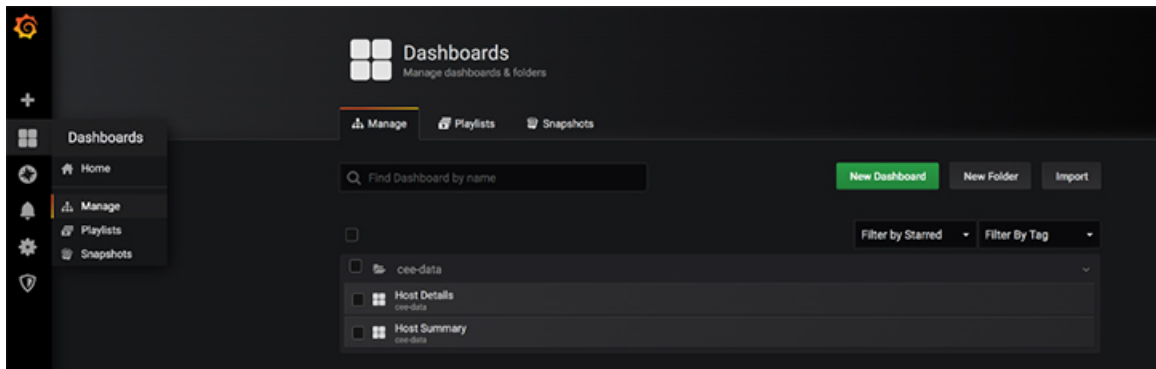 Dashboards
Manage dashboards & folders
Manage
Playlists
Snapshots
Dashboards
Home
Manage
Playlists
Snapshots
Find Dashboard by name
New Dashboard
New Folder
Import
Filter by Starred
Filter By Tag
cee-data
Host Details
cee-data
Host Summary
cee-data